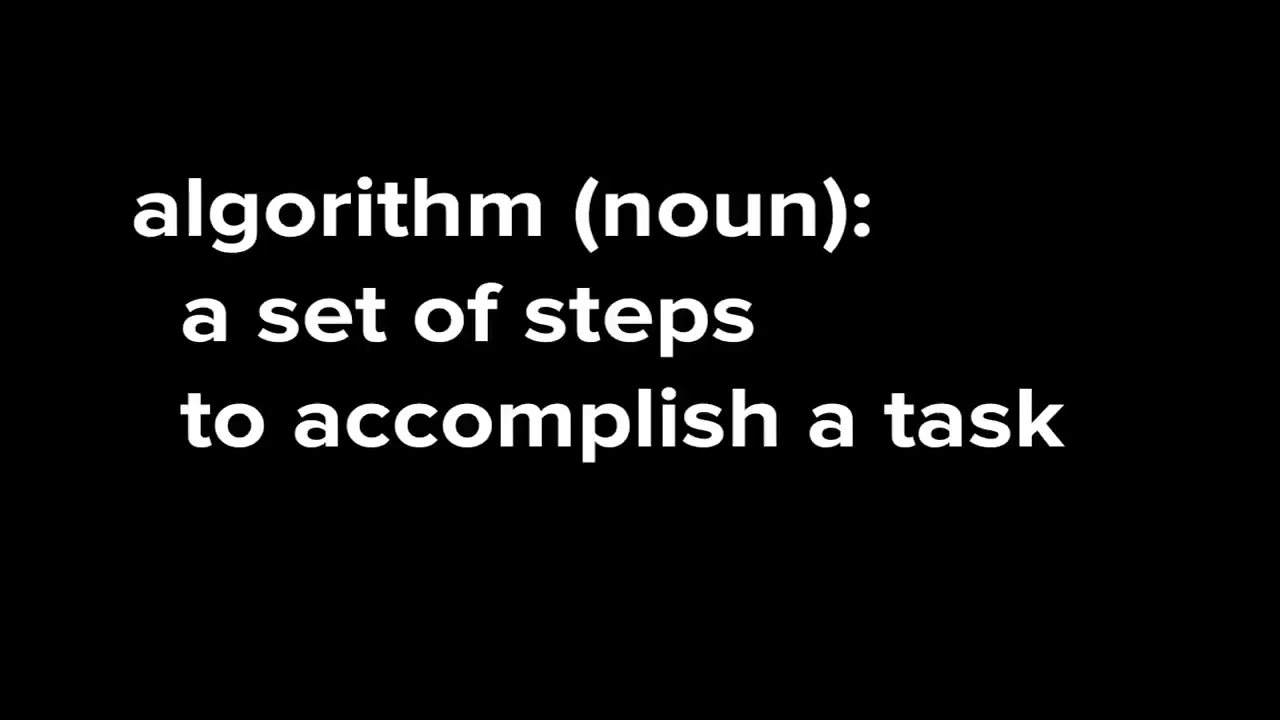 algorithm (noun):
a set of steps
to accomplish a task